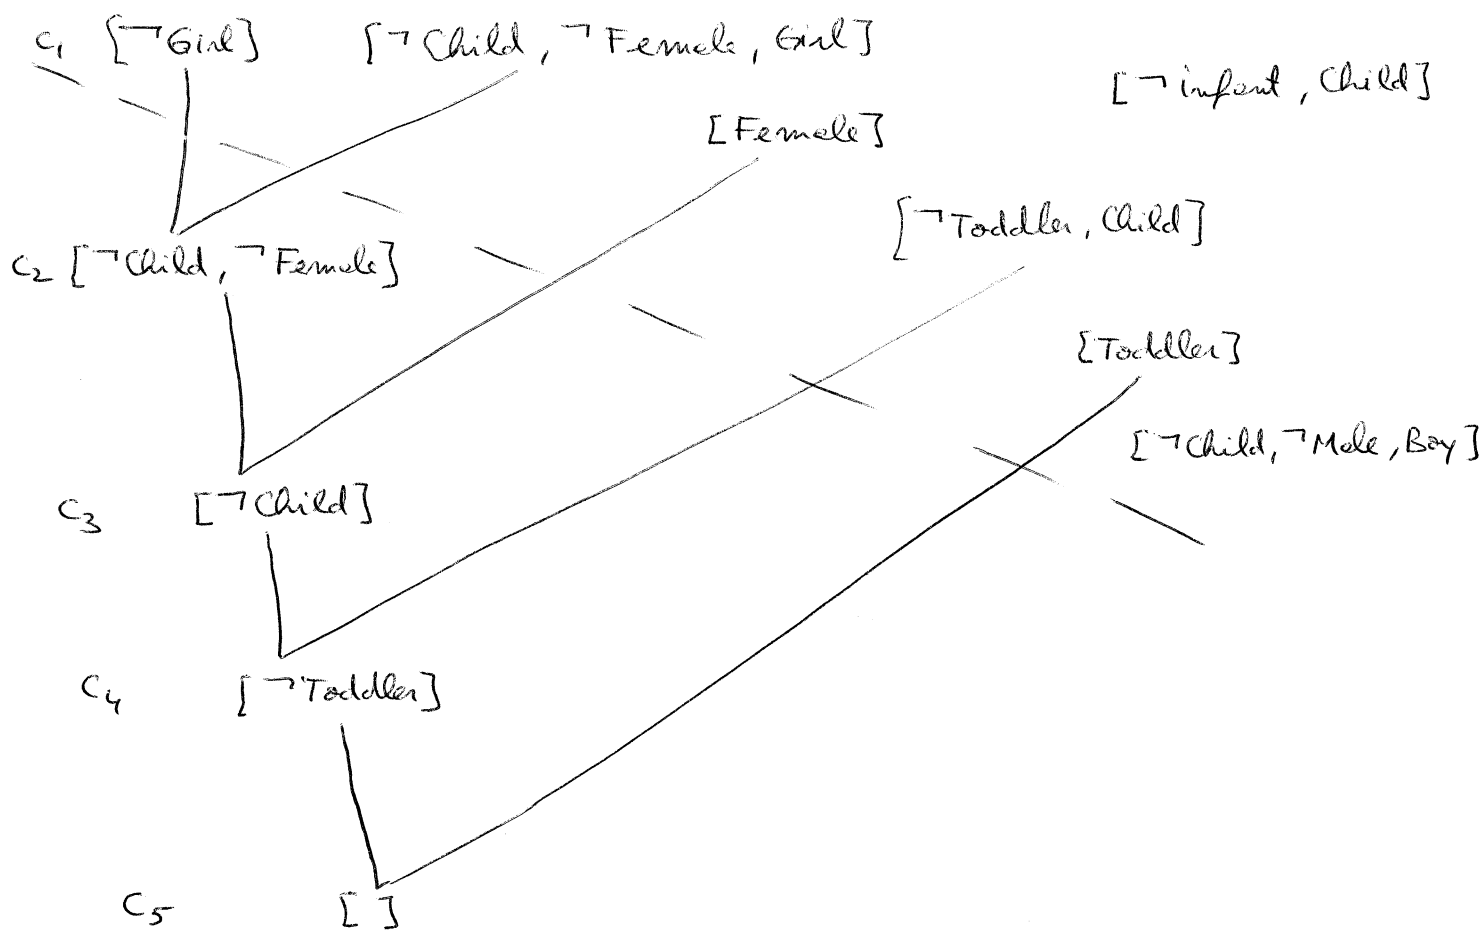 C₁ [¬Girl] [¬Child, ¬Female, Girl]
[¬infant, Child]
[Female]
[¬Toddler, Child]
C₂ [¬Child, ¬Female]
[Toddler]
[¬Child, ¬Male, Boy]
C₃ [¬Child]
C₄ [¬Toddler]
C₅ [ ]